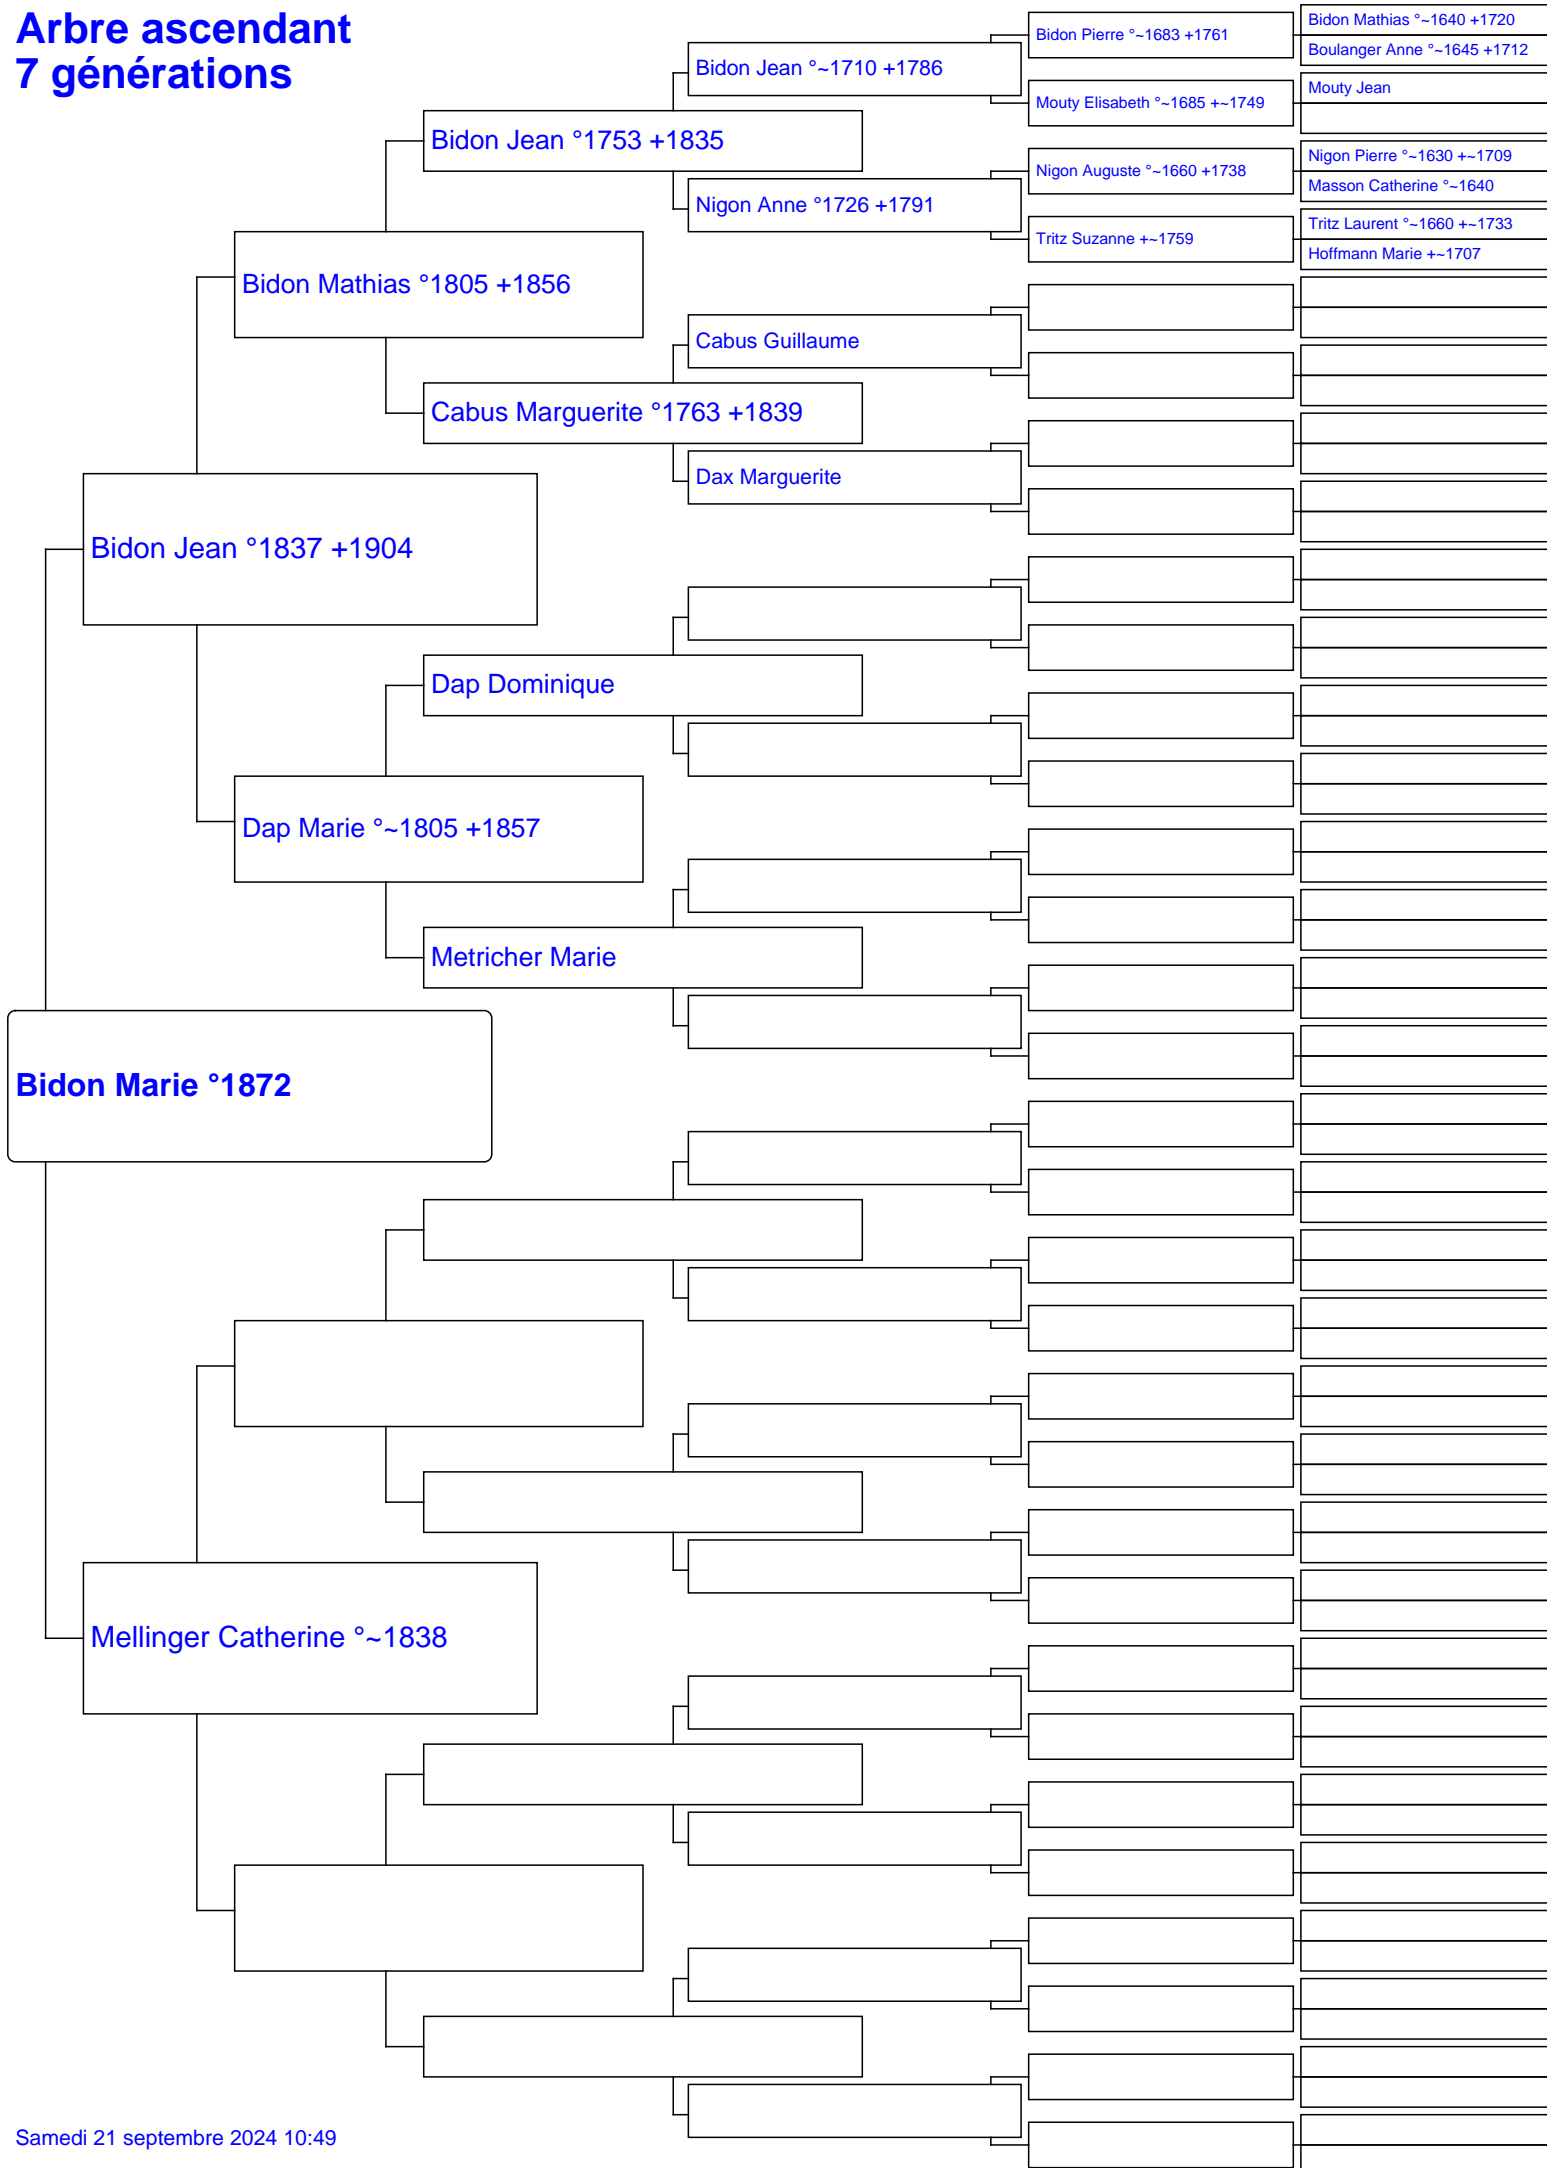 Arbre ascendant
7 générations
Bidon Mathias °~1640 +1720
Bidon Pierre °~1683 +1761
Boulanger Anne °~1645 +1712
Bidon Jean °~1710 +1786
Mouty Jean
Mouty Elisabeth °~1685 +~1749
Bidon Jean °1753 +1835
Nigon Pierre °~1630 +~1709
Nigon Auguste °~1660 +1738
Masson Catherine °~1640
Nigon Anne °1726 +1791
Tritz Laurent °~1660 +~1733
Tritz Suzanne +~1759
Hoffmann Marie +~1707
Bidon Mathias °1805 +1856
Cabus Guillaume
Cabus Marguerite °1763 +1839
Dax Marguerite
Bidon Jean °1837 +1904
Dap Dominique
Dap Marie °~1805 +1857
Metricher Marie
Bidon Marie °1872
Mellinger Catherine °~1838
Samedi 21 septembre 2024 10:49